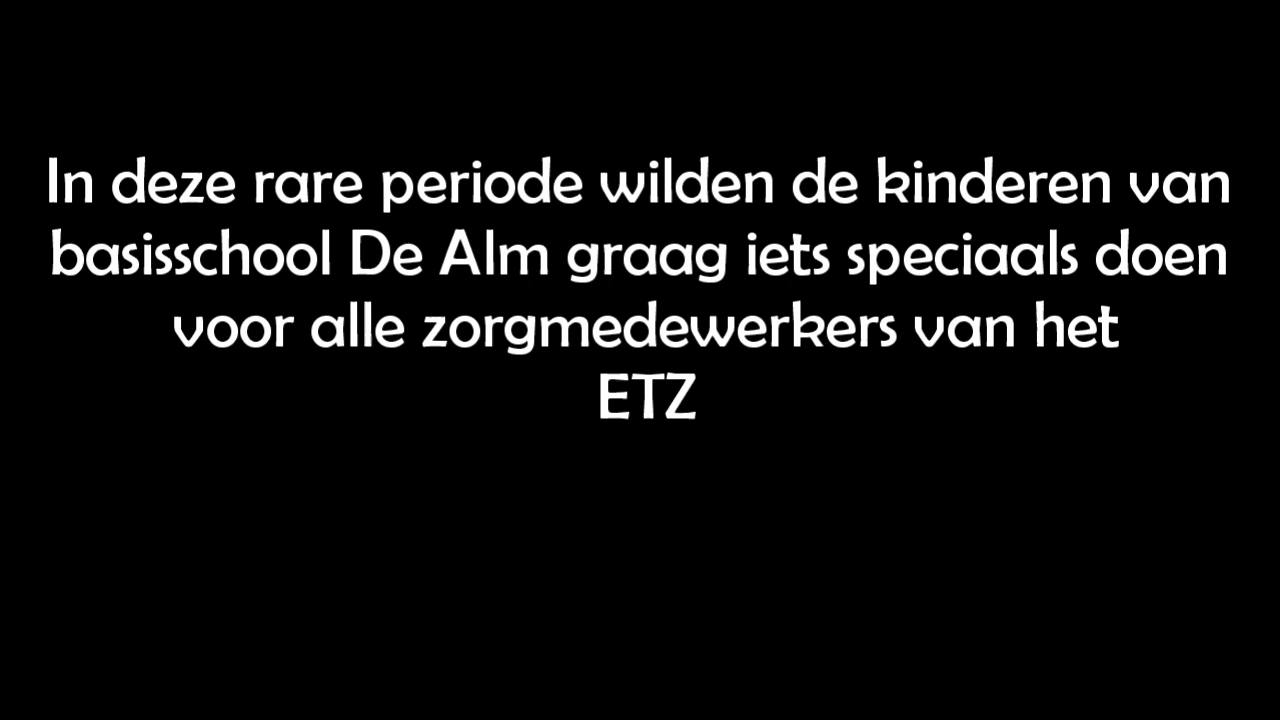 In deze rare periode wilden de kinderen van
basisschool De Alm graag iets speciaals doen
voor alle zorgmedewerkers van het
ETZ